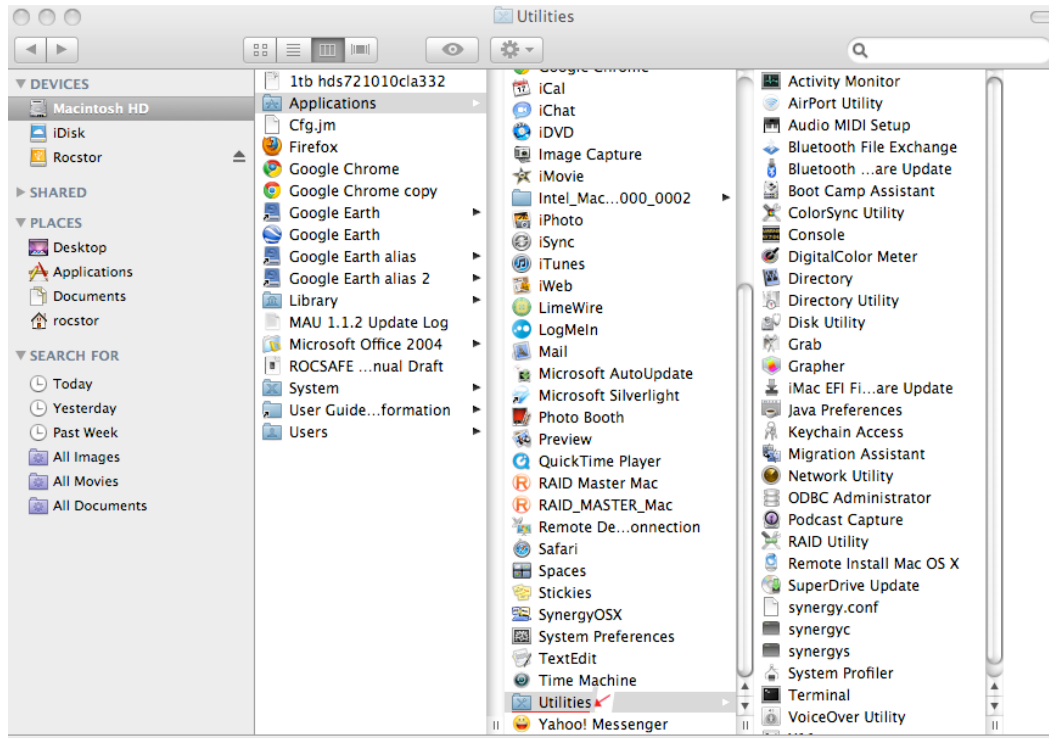 Utilities
DEVICES
Macintosh HD
iDisk
Rocstor
SHARED
PLACES
Desktop
Applications
Documents
rocstor
SEARCH FOR
Today
Yesterday
Past Week
All Images
All Movies
All Documents
1tb hds721010cla332
Applications
Cfg.jm
Firefox
Google Chrome
Google Chrome copy
Google Earth
Google Earth
Google Earth alias
Google Earth alias 2
Library
MAU 1.1.2 Update Log
Microsoft Office 2004
ROCSAFE ...nual Draft
System
User Guide...formation
Users
Google Chrome
iCal
iChat
iDVD
Image Capture
iMovie
Intel_Mac...000_0002
iPhoto
iSync
iTunes
iWeb
LimeWire
LogMeIn
Mail
Microsoft AutoUpdate
Microsoft Silverlight
Photo Booth
Preview
QuickTime Player
RAID Master Mac
RAID_MASTER_Mac
Remote De...onnection
Safari
Spaces
Stickies
SynergyOSX
System Preferences
TextEdit
Time Machine
Utilities
Yahoo! Messenger
Activity Monitor
AirPort Utility
Audio MIDI Setup
Bluetooth File Exchange
Bluetooth ...are Update
Boot Camp Assistant
ColorSync Utility
Console
DigitalColor Meter
Directory
Directory Utility
Disk Utility
Grab
Grapher
iMac EFI Fi...are Update
Java Preferences
Keychain Access
Migration Assistant
Network Utility
ODBC Administrator
Podcast Capture
RAID Utility
Remote Install Mac OS X
SuperDrive Update
synergy.conf
synergyc
synergys
System Profiler
Terminal
VoiceOver Utility